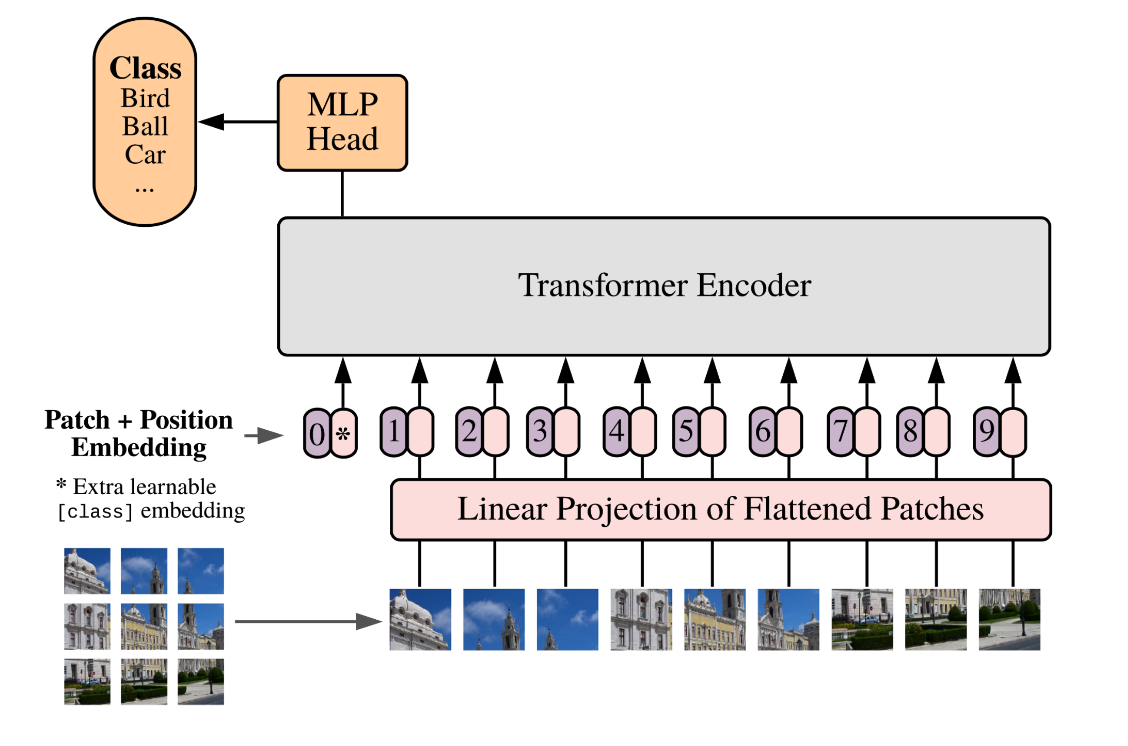 Class
Bird
Ball
Car
...
MLP
Head
Transformer Encoder
Patch + Position
Embedding
0 * 1 2 3 4 5 6 7 8 9
* Extra learnable
[class] embedding
Linear Projection of Flattened Patches